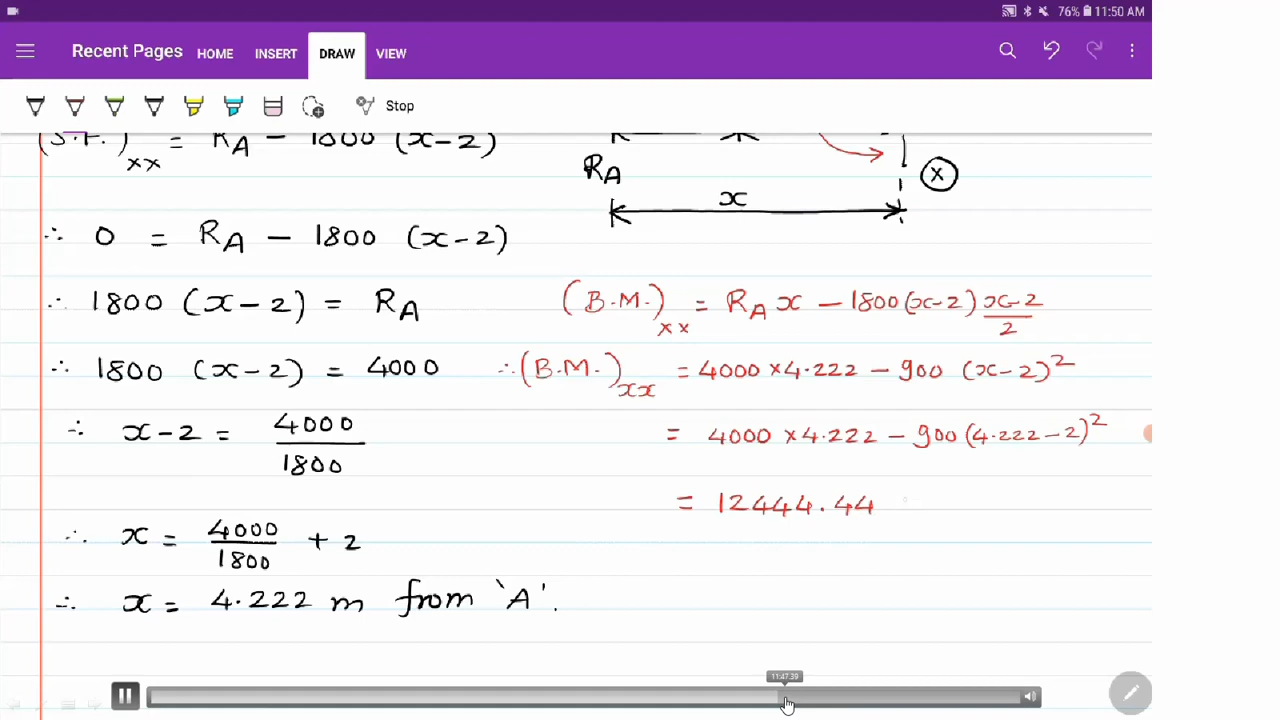 76% 11:50 AM
Recent Pages HOME INSERT DRAW VIEW
Stop
(S.F.)xx = RA − 1800 (x−2)
RA
X
x
∴ 0 = RA − 1800 (x−2)
∴ 1800 (x−2) = RA
(B.M.)xx = RA x − 1800(x−2) x−2/2
∴ 1800 (x−2) = 4000
∴ (B.M.)xx = 4000 ×4.222 − 900 (x−2)²
∴ x−2 = 4000/1800
= 4000 ×4.222 − 900(4.222−2)²
= 12444.44
∴ x = 4000/1800 + 2
∴ x = 4.222 m from 'A'.
11:47:39